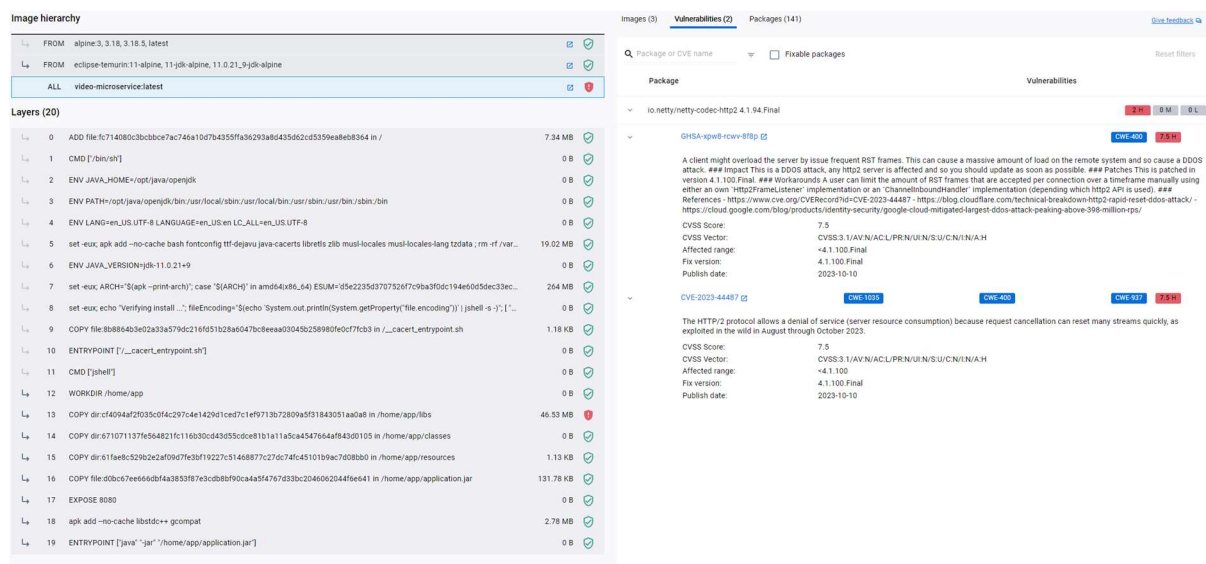 Image hierarchy
FROM alpine:3, 3.18, 3.18.5, latest
FROM eclipse-temurin:11-alpine, 11-jdk-alpine, 11.0.21_9-jdk-alpine
ALL video-microservice:latest
Layers (20)
0 ADD file:fc714080c3bcbbce7ac746a10d7b4355ffa36293a8d435d62cd5359ea8eb8364 in / 7.34 MB
1 CMD ["/bin/sh"] 0 B
2 ENV JAVA_HOME=/opt/java/openjdk 0 B
3 ENV PATH=/opt/java/openjdk/bin:/usr/local/sbin:/usr/local/bin:/usr/sbin:/usr/bin:/sbin:/bin 0 B
4 ENV LANG=en_US.UTF-8 LANGUAGE=en_US:en LC_ALL=en_US.UTF-8 0 B
5 set -eux; apk add --no-cache bash fontconfig ttf-dejavu java-cacerts libretls zlib musl-locales musl-locales-lang tzdata ; rm -rf /var... 19.02 MB
6 ENV JAVA_VERSION=jdk-11.0.21+9 0 B
7 set -eux; ARCH="$(apk --print-arch)"; case "${ARCH}" in amd64|x86_64) ESUM='d5e2235d3707526f7c9ba3f0dc194e60d5dec33ec... 264 MB
8 set -eux; echo "Verifying install ..."; fileEncoding="$(echo 'System.out.println(System.getProperty("file.encoding"))' | jshell -s -)"; [ "... 0 B
9 COPY file:8b8864b3e02a33a579dc216fd51b28a6047bc8eeaa03045b258980fe0cf7fcb3 in /__cacert_entrypoint.sh 1.18 KB
10 ENTRYPOINT ["/__cacert_entrypoint.sh"] 0 B
11 CMD ["jshell"] 0 B
12 WORKDIR /home/app 0 B
13 COPY dir:cf4094af2f035c0f4c297c4e1429d1ced7c1ef9713b72809a5f31843051aa0a8 in /home/app/libs 46.53 MB
14 COPY dir:671071137fe564821fc116b30cd43d55cdce81b1a11a5ca4547664af843d0105 in /home/app/classes 0 B
15 COPY dir:61fae8c529b2e2af09d7fe3bf19227c51468877c27dc74fc45101b9ac7d08bb0 in /home/app/resources 1.13 KB
16 COPY file:d0bc67ee666dbf4a3853f87e3cdb8bf90ca4a5f4767d33bc2046062044f6e641 in /home/app/application.jar 131.78 KB
17 EXPOSE 8080 0 B
18 apk add --no-cache libstdc++ gcompat 2.78 MB
19 ENTRYPOINT ["java" "-jar" "/home/app/application.jar"] 0 B
Images (3) Vulnerabilities (2) Packages (141) Give feedback
Package or CVE name Fixable packages Reset filters
Package Vulnerabilities
io.netty/netty-codec-http2 4.1.94.Final 2 H 0 M 0 L
GHSA-xpw8-rcwv-8f8p CWE-400 7.5 H
A client might overload the server by issue frequent RST frames. This can cause a massive amount of load on the remote system and so cause a DDOS
attack. ### Impact This is a DDOS attack, any http2 server is affected and so you should update as soon as possible. ### Patches This is patched in
version 4.1.100.Final. ### Workarounds A user can limit the amount of RST frames that are accepted per connection over a timeframe manually using
either an own `Http2FrameListener` implementation or an `ChannelInboundHandler` implementation (depending which http2 API is used). ###
References - https://www.cve.org/CVERecord?id=CVE-2023-44487 - https://blog.cloudflare.com/technical-breakdown-http2-rapid-reset-ddos-attack/ -
https://cloud.google.com/blog/products/identity-security/google-cloud-mitigated-largest-ddos-attack-peaking-above-398-million-rps/
CVSS Score: 7.5
CVSS Vector: CVSS:3.1/AV:N/AC:L/PR:N/UI:N/S:U/C:N/I:N/A:H
Affected range: <4.1.100.Final
Fix version: 4.1.100.Final
Publish date: 2023-10-10
CVE-2023-44487 CWE-1035 CWE-400 CWE-937 7.5 H
The HTTP/2 protocol allows a denial of service (server resource consumption) because request cancellation can reset many streams quickly, as
exploited in the wild in August through October 2023.
CVSS Score: 7.5
CVSS Vector: CVSS:3.1/AV:N/AC:L/PR:N/UI:N/S:U/C:N/I:N/A:H
Affected range: <4.1.100
Fix version: 4.1.100.Final
Publish date: 2023-10-10